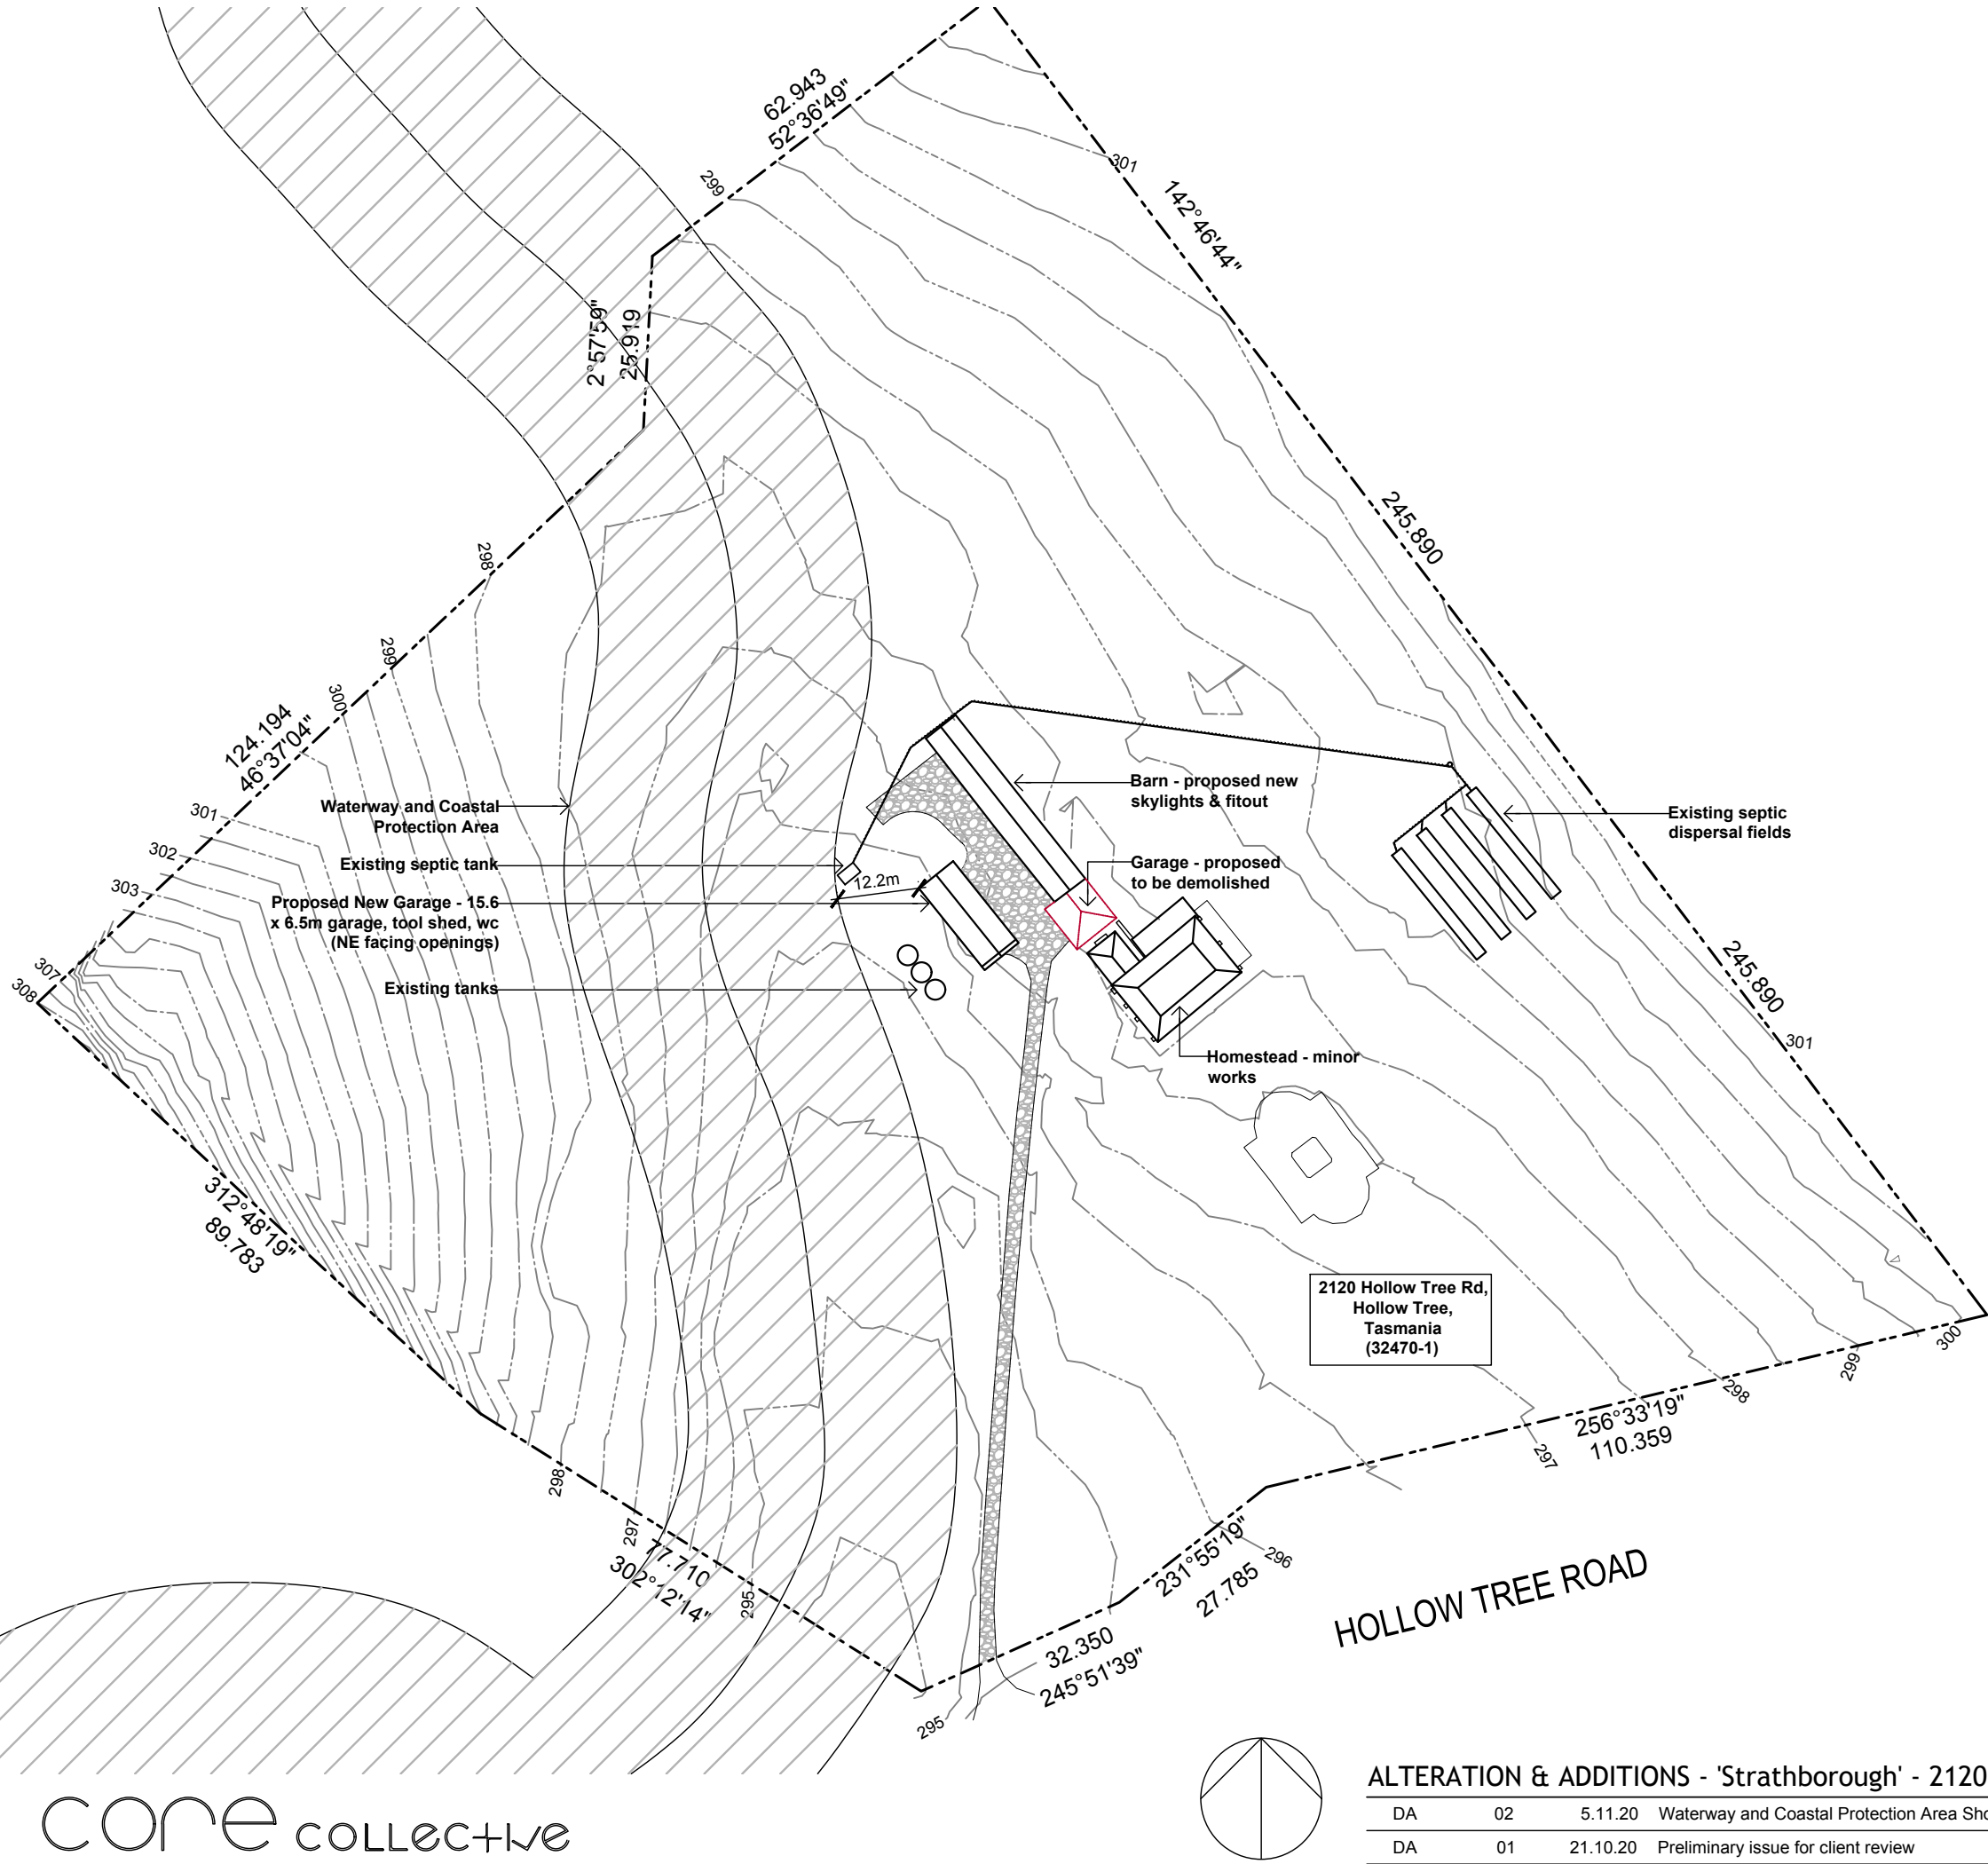 62.943
52°36'49"
299
301
142°46'44"
2°57'59"
25.919
298
245.890
299
300
124.194
46°37'04"
301
302
303
307
308
Waterway and Coastal
Protection Area
Existing septic tank
12.2m
Proposed New Garage - 15.6
x 6.5m garage, tool shed, wc
(NE facing openings)
Existing tanks
Barn - proposed new
skylights & fitout
Garage - proposed
to be demolished
Existing septic
dispersal fields
Homestead - minor
works
245.890
301
312°48'19"
89.783
2120 Hollow Tree Rd,
Hollow Tree,
Tasmania
(32470-1)
300
299
298
256°33'19"
110.359
297
298
297
77.710
302°12'14"
295
296
231°55'19"
27.785
32.350
245°51'39"
295
HOLLOW TREE ROAD
core collective
ALTERATION & ADDITIONS - 'Strathborough' - 2120
DA 02 5.11.20 Waterway and Coastal Protection Area Sho
DA 01 21.10.20 Preliminary issue for client review